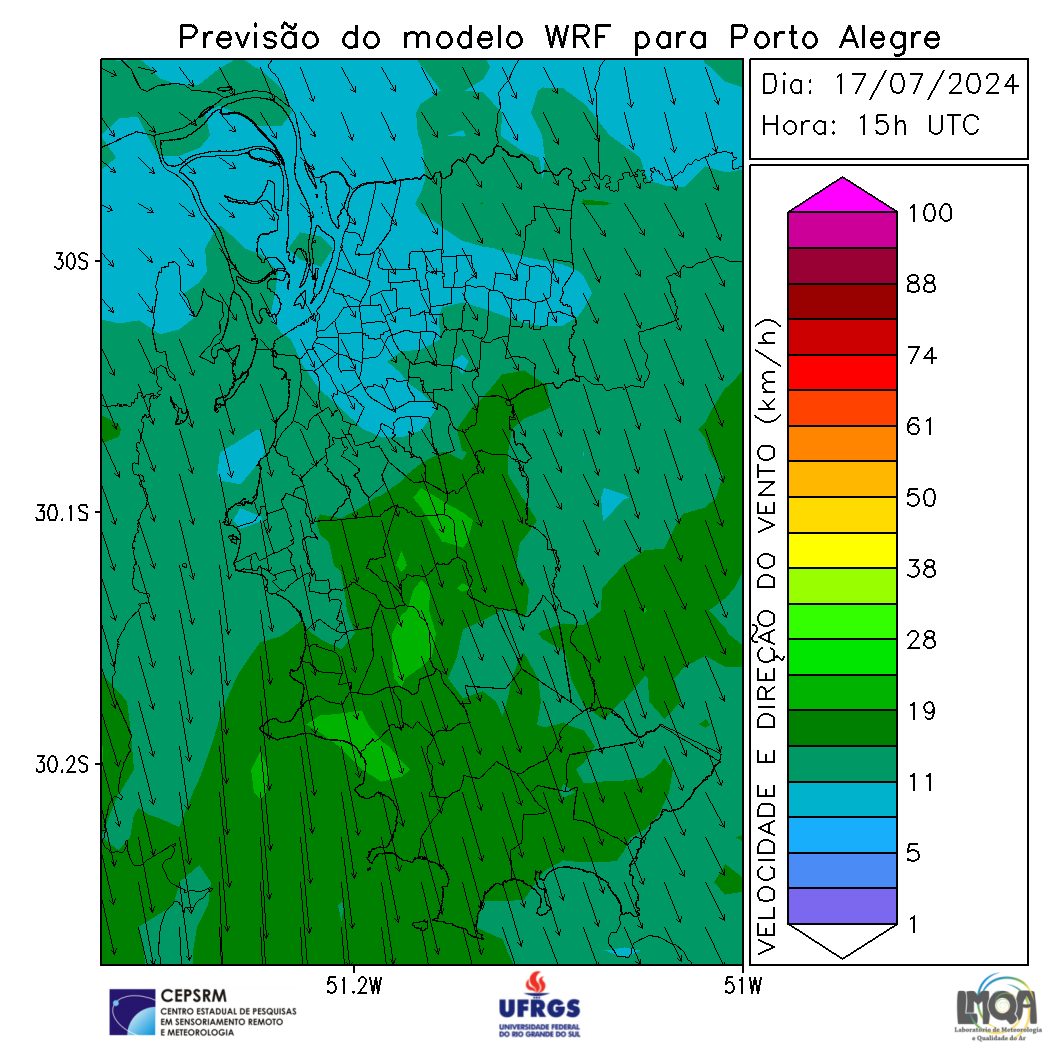 Previsão do modelo WRF para Porto Alegre
Dia: 17/07/2024
Hora: 15h UTC
30S
30.1S
30.2S
51.2W
51W
VELOCIDADE E DIREÇÃO DO VENTO (km/h)
100
88
74
61
50
38
28
19
11
5
1
CEPSRM
CENTRO ESTADUAL DE PESQUISAS
EM SENSORIAMENTO REMOTO
E METEOROLOGIA
UFRGS
UNIVERSIDADE FEDERAL
DO RIO GRANDE DO SUL
LMQA
Laboratório de Meteorologia
e Qualidade do Ar